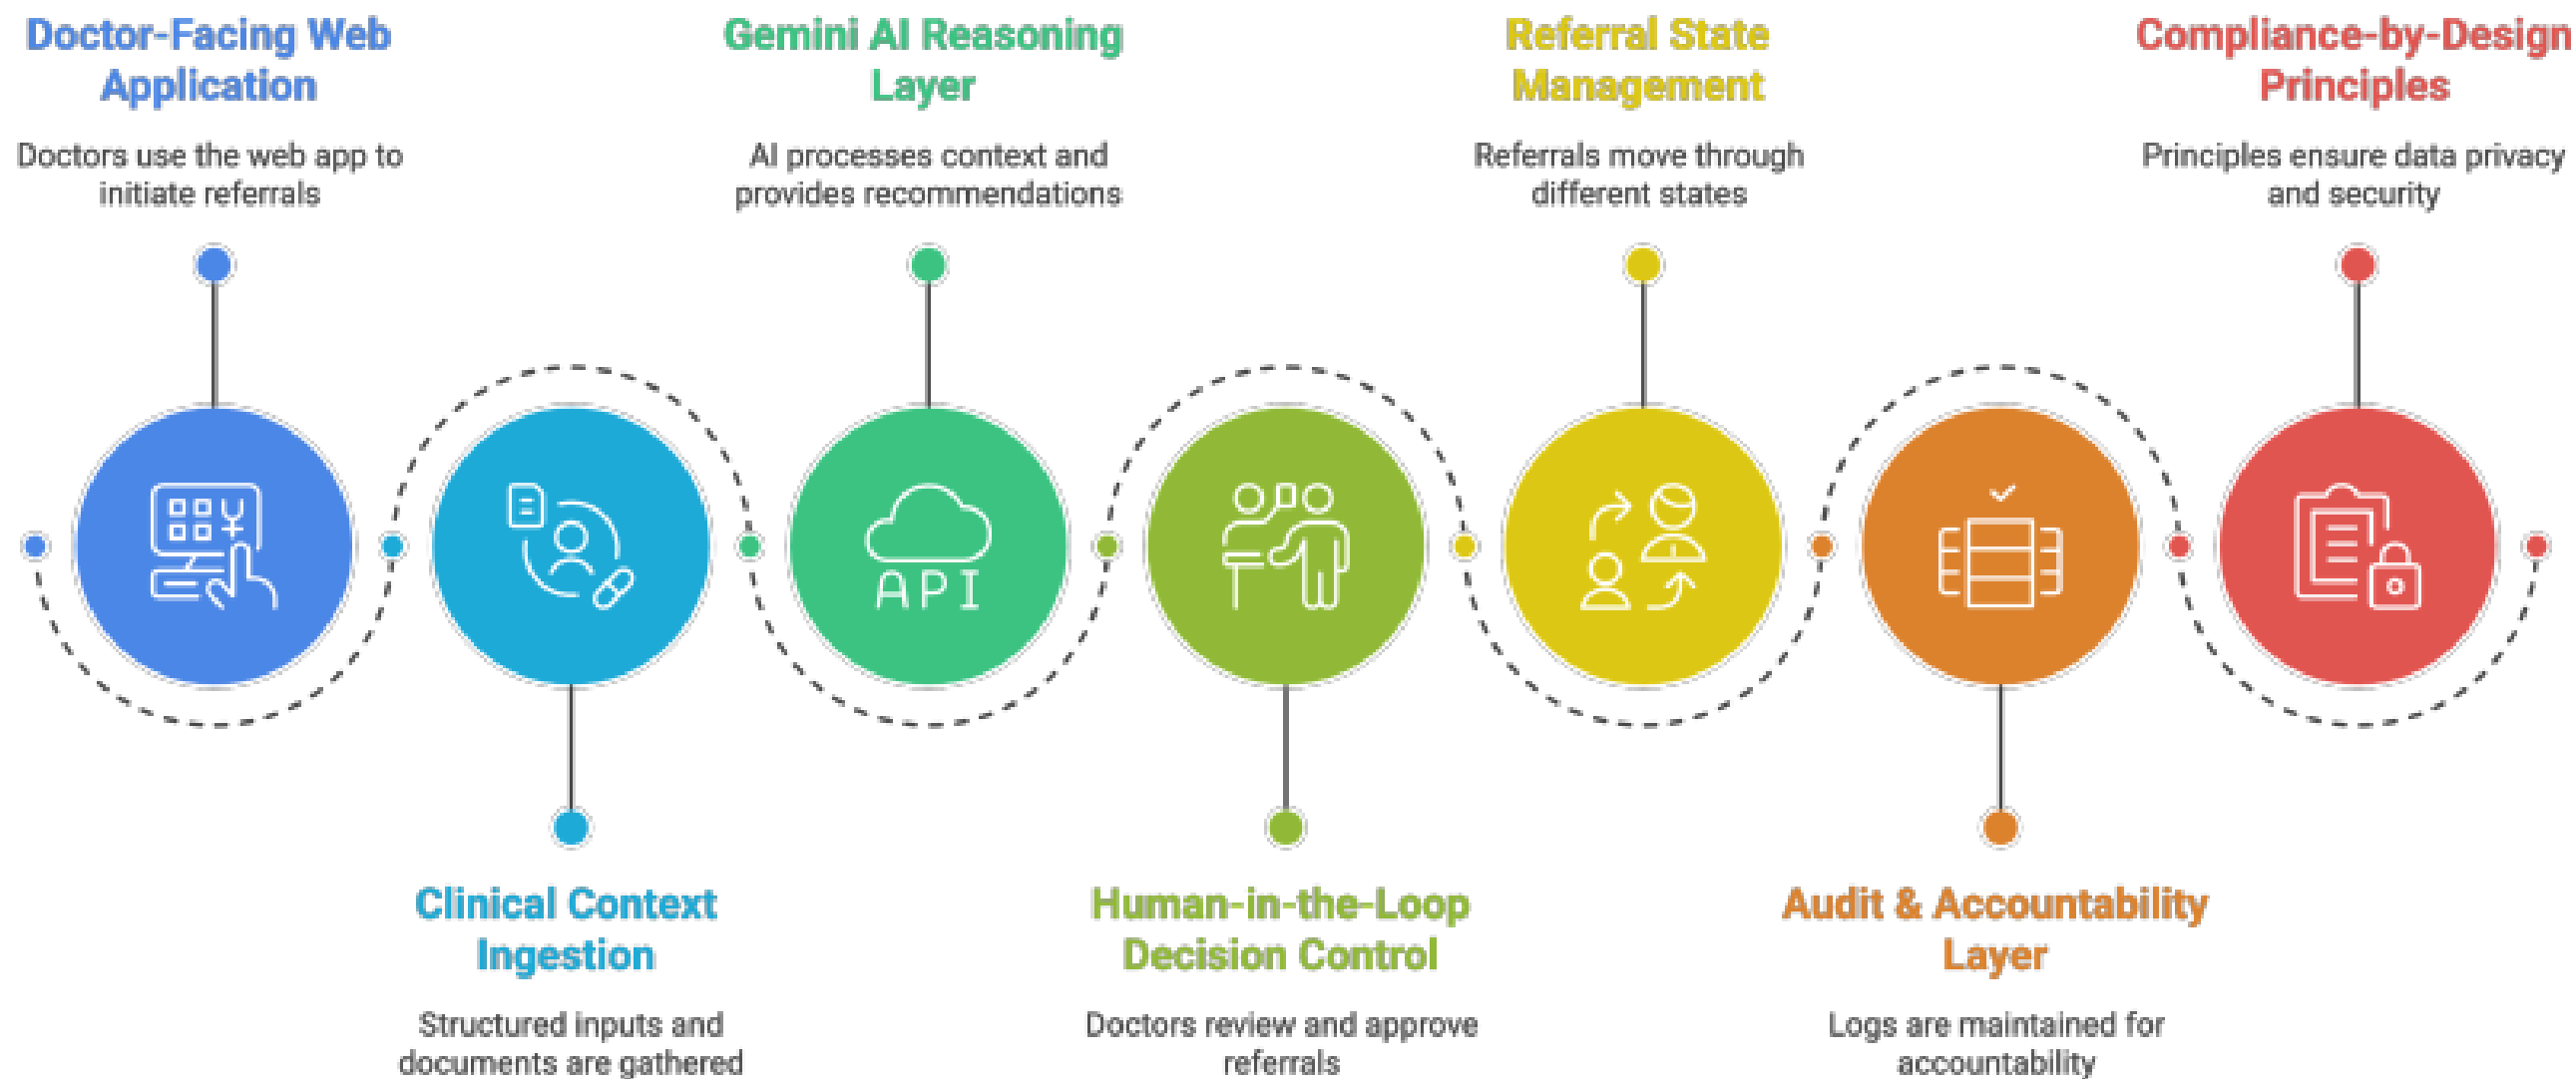 Doctor-Facing Web
Application
Doctors use the web app to
initiate referrals
Gemini AI Reasoning
Layer
AI processes context and
provides recommendations
Referral State
Management
Referrals move through
different states
Compliance-by-Design
Principles
Principles ensure data privacy
and security
¥
API
Clinical Context
Ingestion
Structured inputs and
documents are gathered
Human-in-the-Loop
Decision Control
Doctors review and approve
referrals
Audit & Accountability
Layer
Logs are maintained for
accountability